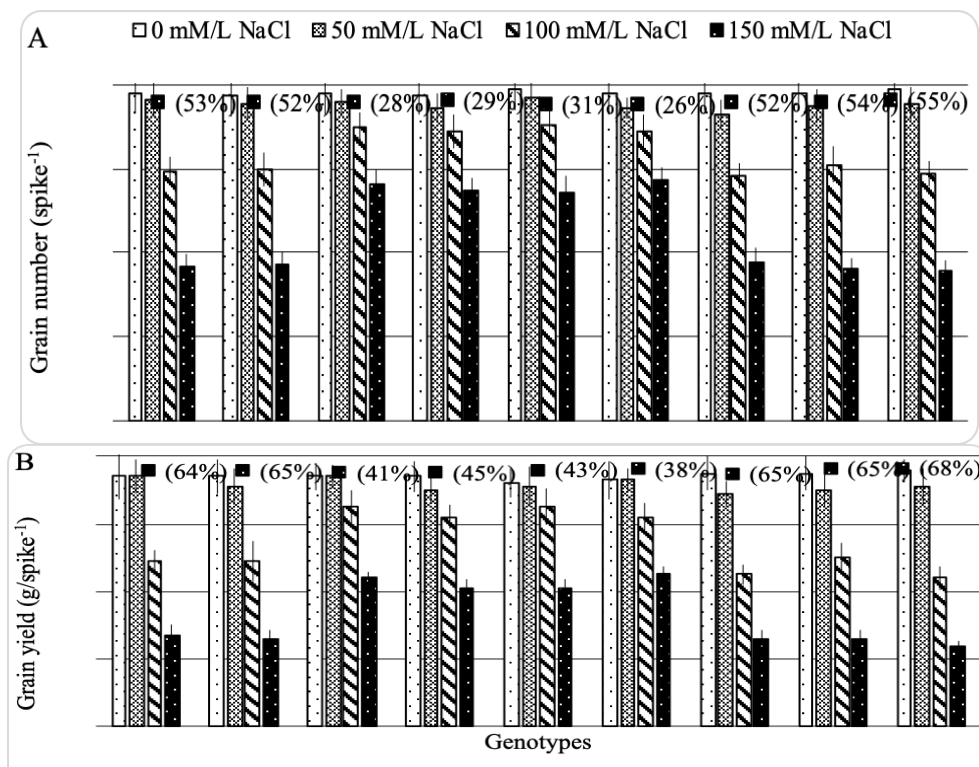 A
0 mM/L NaCl 50 mM/L NaCl 100 mM/L NaCl 150 mM/L NaCl
(53%) (52%) (28%) (29%) (31%) (26%) (52%) (54%) (55%)
Grain number (spike⁻¹)
B
(64%) (65%) (41%) (45%) (43%) (38%) (65%) (65%) (68%)
Grain yield (g/spike⁻¹)
Genotypes